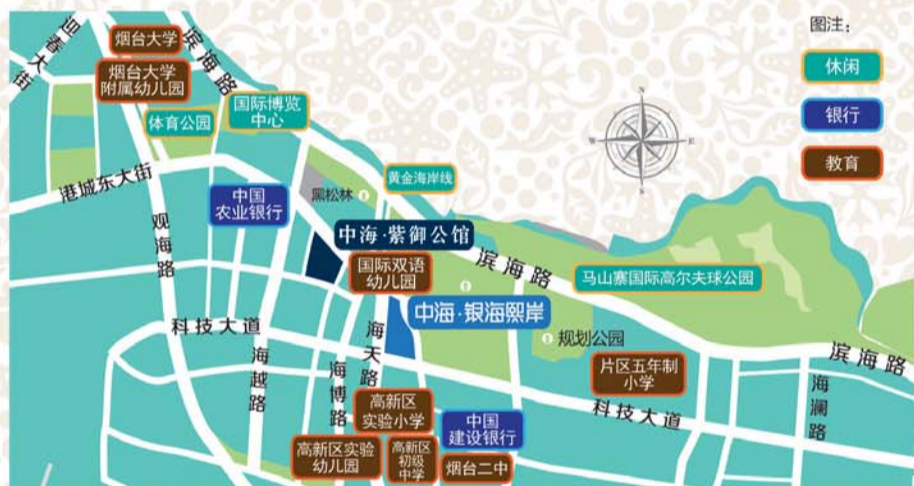 迎春大街
烟台大学
滨海路
图注：
烟台大学
附属幼儿园
休闲
国际博览
中心
体育公园
银行
教育
港城东大街
黑松林
黄金海岸线
中国
农业银行
观海路
中海·紫御公馆
国际双语
幼儿园
滨海路
马山寨国际高尔夫球公园
中海·银海熙岸
科技大道
规划公园
滨海路
海越路
海博路
海天路
片区五年制
小学
海澜路
高新区
实验小学
科技大道
中国
建设银行
高新区实验
幼儿园
高新区
初级
中学
烟台二中
N
W
E
S